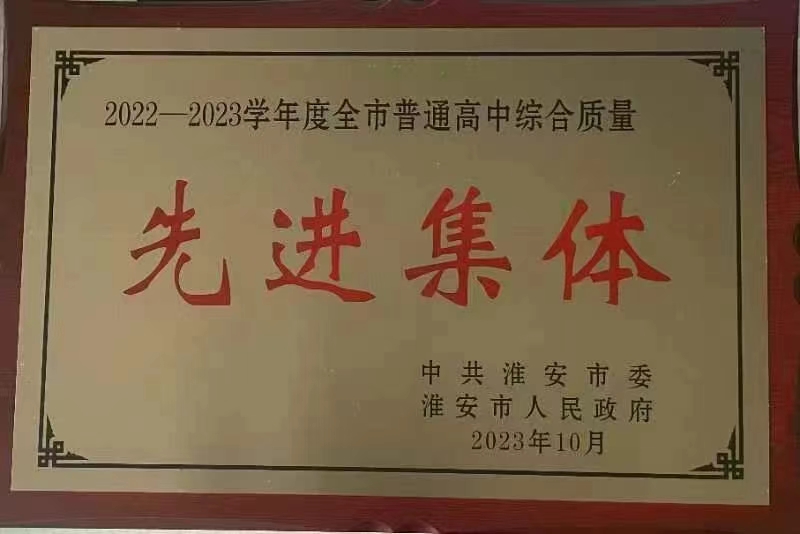 2022—2023学年度全市普通高中综合质量
先进集体
中共淮安市委
淮安市人民政府
2023年10月